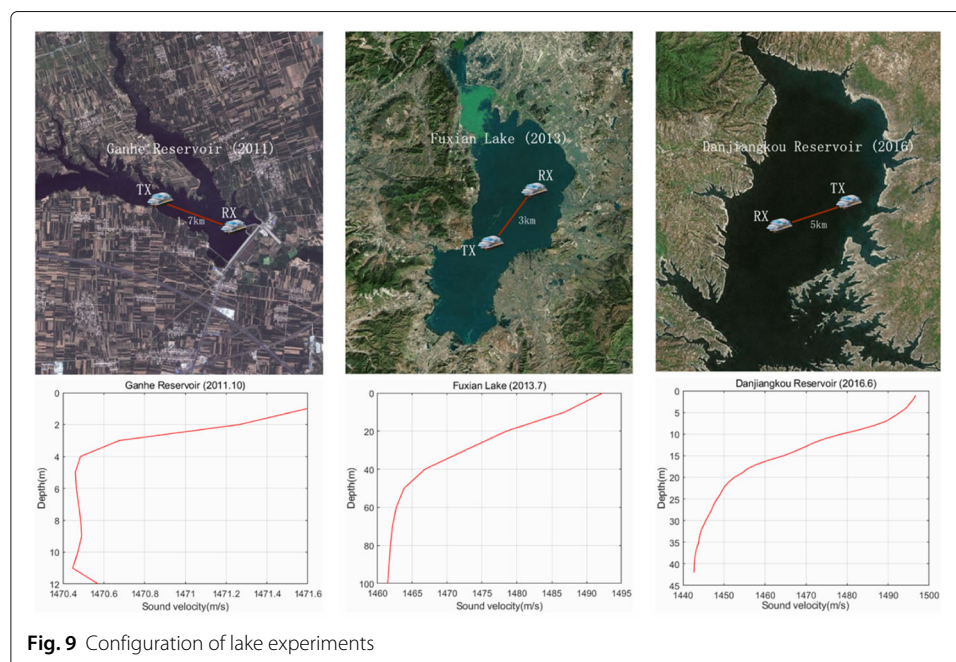 Ganhe Reservoir (2011)
TX
RX
1.7km
Fuxian Lake (2013)
RX
3km
TX
Danjiangkou Reservoir (2016)
TX
RX
5km
Ganhe Reservoir (2011.10)
0
2
4
6
8
10
12
Depth(m)
1470.4 1470.6 1470.8 1471 1471.2 1471.4 1471.6
Sound velocity(m/s)
Fuxian Lake (2013.7)
0
20
40
60
80
100
Depth(m)
1460 1465 1470 1475 1480 1485 1490 1495
Sound velocity(m/s)
Danjiangkou Reservoir (2016.6)
0
5
10
15
20
25
30
35
40
45
Depth(m)
1440 1450 1460 1470 1480 1490 1500
Sound velocity(m/s)
Fig. 9 Configuration of lake experiments